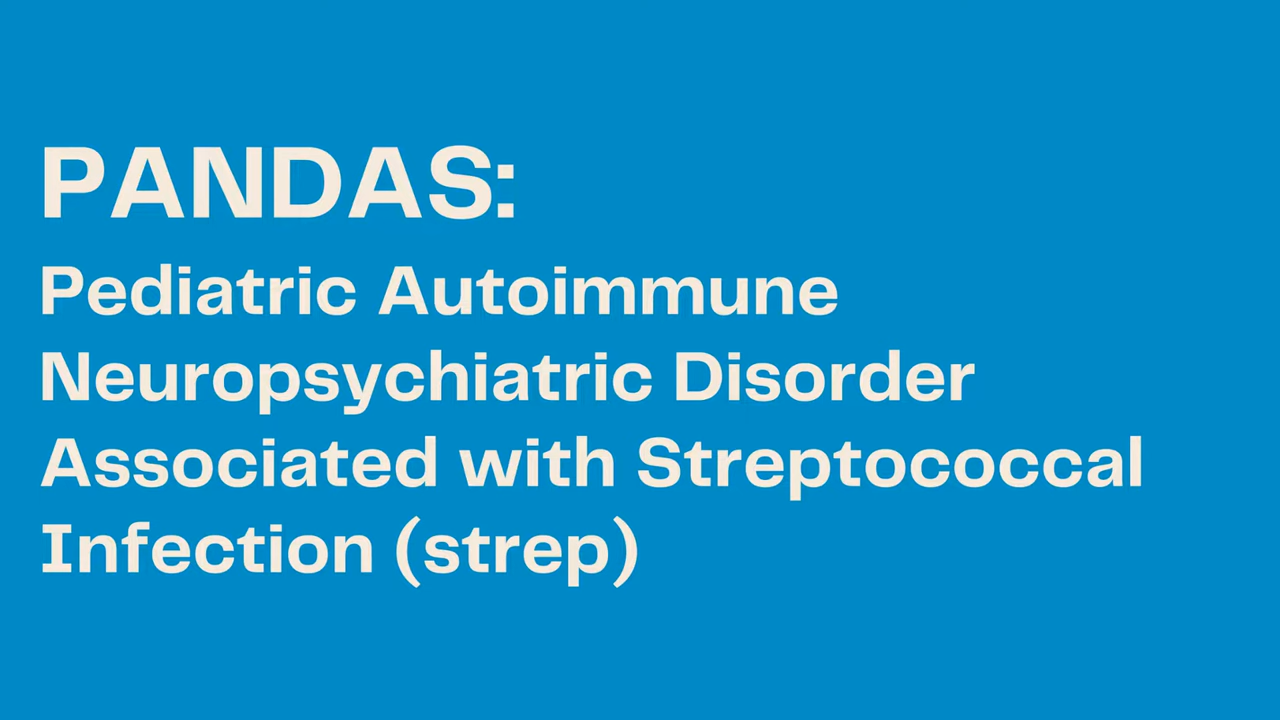 PANDAS:
Pediatric Autoimmune
Neuropsychiatric Disorder
Associated with Streptococcal
Infection (strep)